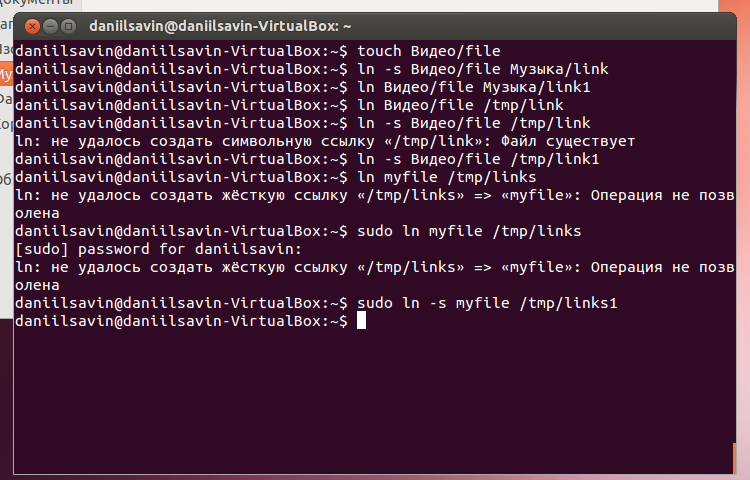 Документы
daniilsavin@daniilsavin-VirtualBox: ~
daniilsavin@daniilsavin-VirtualBox:~$ touch Видео/file
daniilsavin@daniilsavin-VirtualBox:~$ ln -s Видео/file Музыка/link
daniilsavin@daniilsavin-VirtualBox:~$ ln Видео/file Музыка/link1
daniilsavin@daniilsavin-VirtualBox:~$ ln Видео/file /tmp/link
daniilsavin@daniilsavin-VirtualBox:~$ ln -s Видео/file /tmp/link
ln: не удалось создать символьную ссылку «/tmp/link»: Файл существует
daniilsavin@daniilsavin-VirtualBox:~$ ln -s Видео/file /tmp/link1
daniilsavin@daniilsavin-VirtualBox:~$ ln myfile /tmp/links
ln: не удалось создать жёсткую ссылку «/tmp/links» => «myfile»: Операция не позв
олена
daniilsavin@daniilsavin-VirtualBox:~$ sudo ln myfile /tmp/links
[sudo] password for daniilsavin:
ln: не удалось создать жёсткую ссылку «/tmp/links» => «myfile»: Операция не позв
олена
daniilsavin@daniilsavin-VirtualBox:~$ sudo ln -s myfile /tmp/links1
daniilsavin@daniilsavin-VirtualBox:~$